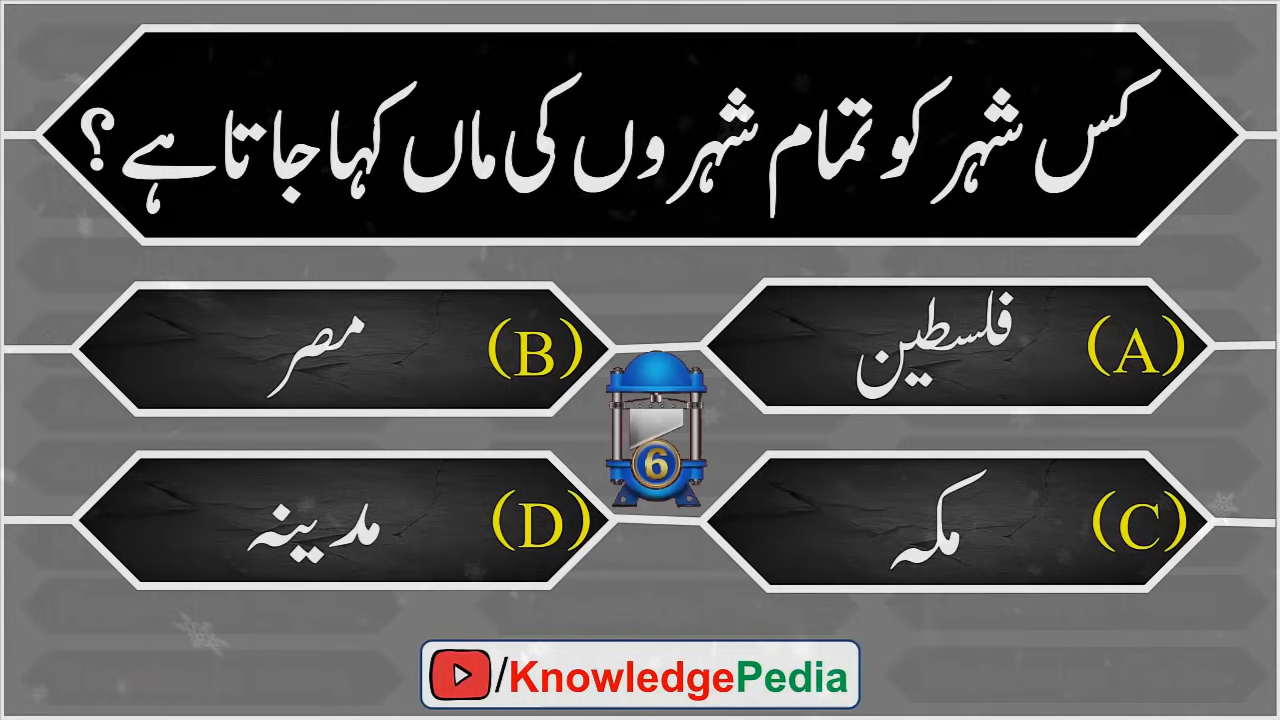 کس شہر کو تمام شہروں کی ماں کہا جاتا ہے؟
(A) فلسطین
(B) مصر
(C) مکہ
(D) مدینہ
6
/KnowledgePedia